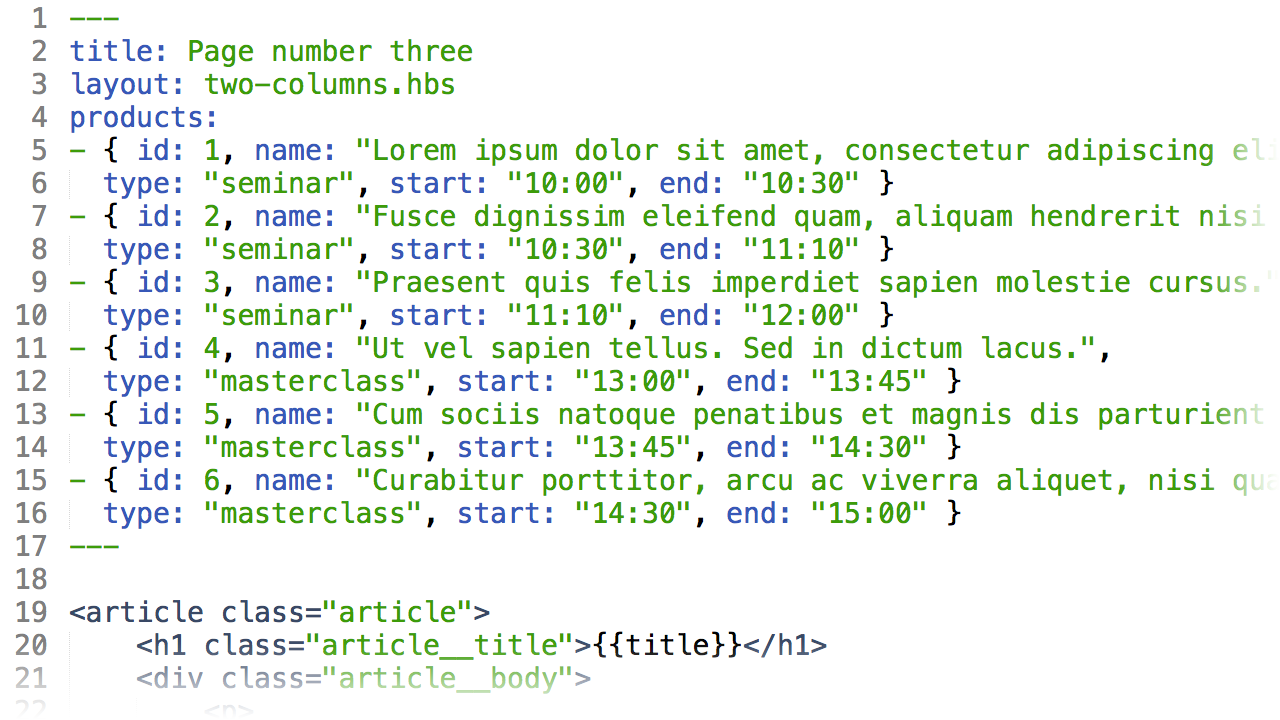 1 ---
2 title: Page number three
3 layout: two-columns.hbs
4 products:
5 - { id: 1, name: "Lorem ipsum dolor sit amet, consectetur adipiscing
6   type: "seminar", start: "10:00", end: "10:30" }
7 - { id: 2, name: "Fusce dignissim eleifend quam, aliquam hendrerit nisi
8   type: "seminar", start: "10:30", end: "11:10" }
9 - { id: 3, name: "Praesent quis felis imperdiet sapien molestie cursus."
10   type: "seminar", start: "11:10", end: "12:00" }
11 - { id: 4, name: "Ut vel sapien tellus. Sed in dictum lacus.",
12   type: "masterclass", start: "13:00", end: "13:45" }
13 - { id: 5, name: "Cum sociis natoque penatibus et magnis dis parturient
14   type: "masterclass", start: "13:45", end: "14:30" }
15 - { id: 6, name: "Curabitur porttitor, arcu ac viverra aliquet, nisi
16   type: "masterclass", start: "14:30", end: "15:00" }
17 ---
18
19 <article class="article">
20     <h1 class="article__title">{{title}}</h1>
21     <div class="article__body">
22         <p>